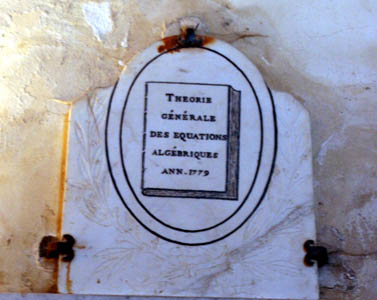 THEORIE
GÉNÉRALE
DES EQUATIONS
ALGÉBRIQUES
ANN. 1779